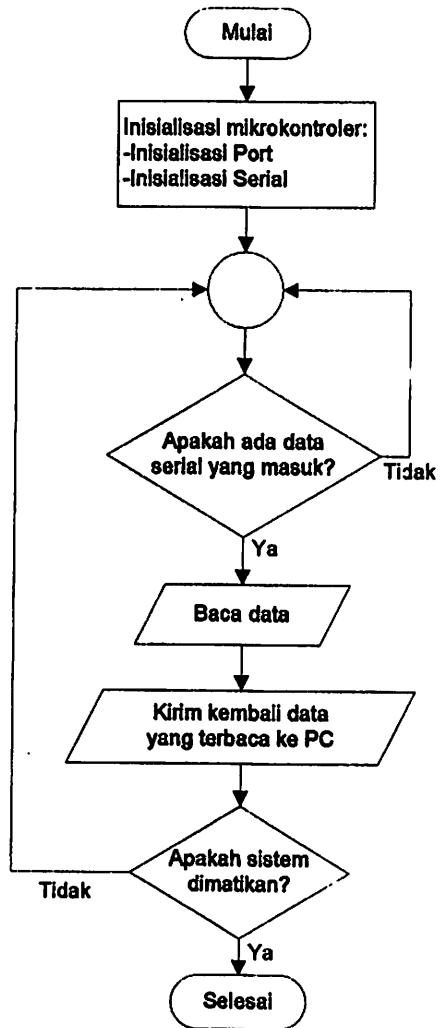 Mulai
Inisialisasi mikrokontroler:
-Inisialisasi Port
-Inisialisasi Serial
Apakah ada data
serial yang masuk?
Tidak
Ya
Baca data
Kirim kembali data
yang terbaca ke PC
Apakah sistem
dimatikan?
Tidak
Ya
Selesai